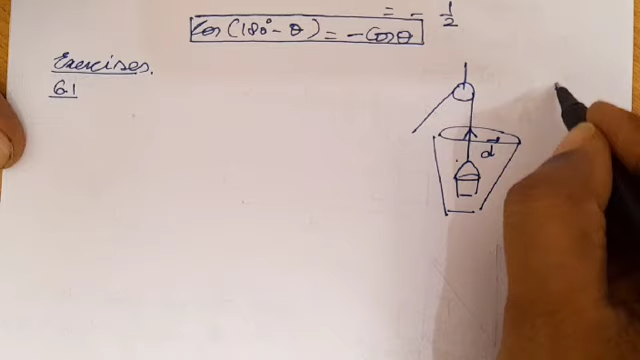 = - 1/2
Cos (180° - θ) = - Cosθ
Exercises.
6.1
d